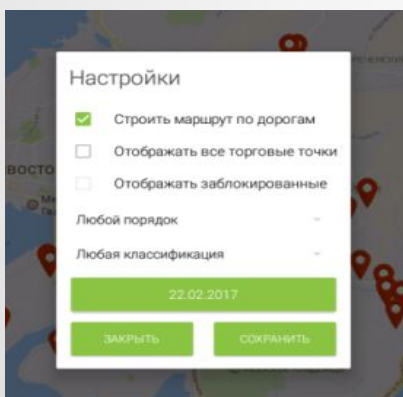 Настройки
Строить маршрут по дорогам
Отображать все торговые точки
Отображать заблокированные
Любой порядок
Любая классификация
22.02.2017
ЗАКРЫТЬ
СОХРАНИТЬ